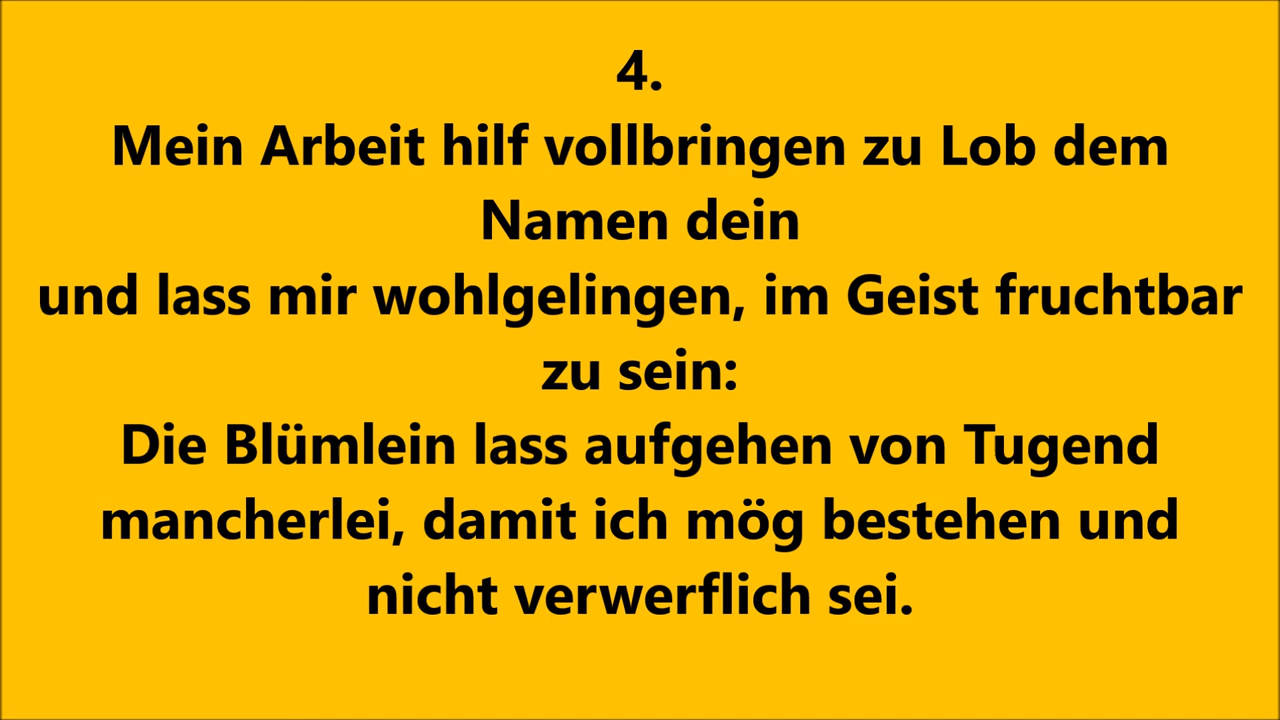 4.
Mein Arbeit hilf vollbringen zu Lob dem
Namen dein
und lass mir wohlgelingen, im Geist fruchtbar
zu sein:
Die Blümlein lass aufgehen von Tugend
mancherlei, damit ich mög bestehen und
nicht verwerflich sei.